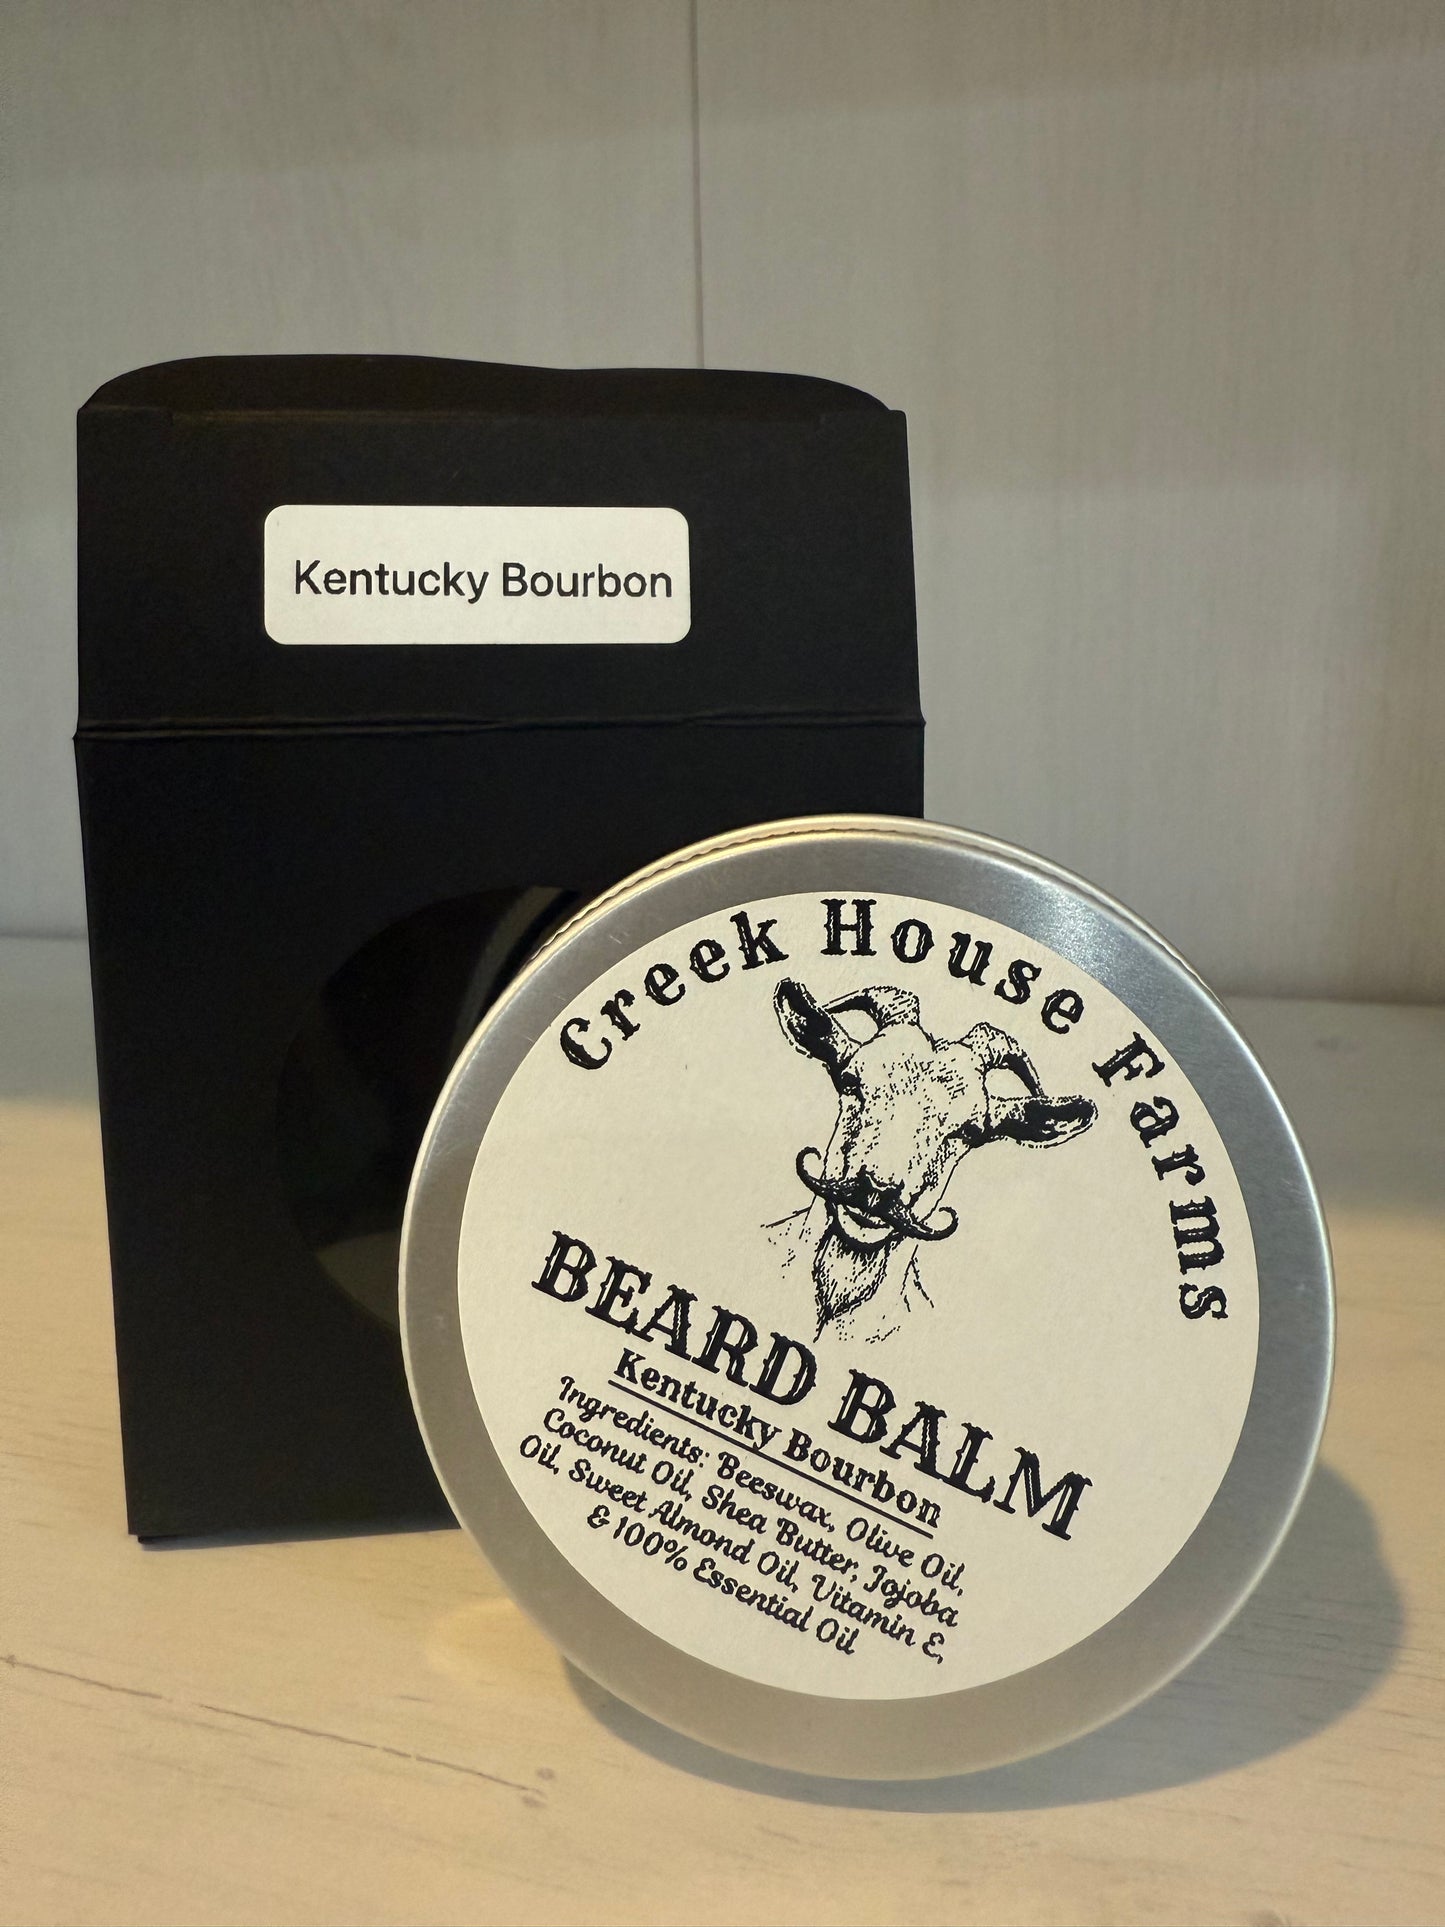 Kentucky Bourbon
Creek House Farms
BEARD BALM
Kentucky Bourbon
Ingredients: Beeswax, Olive Oil,
Coconut Oil, Shea Butter, Jojoba
Oil, Sweet Almond Oil, Vitamin E,
& 100% Essential Oil